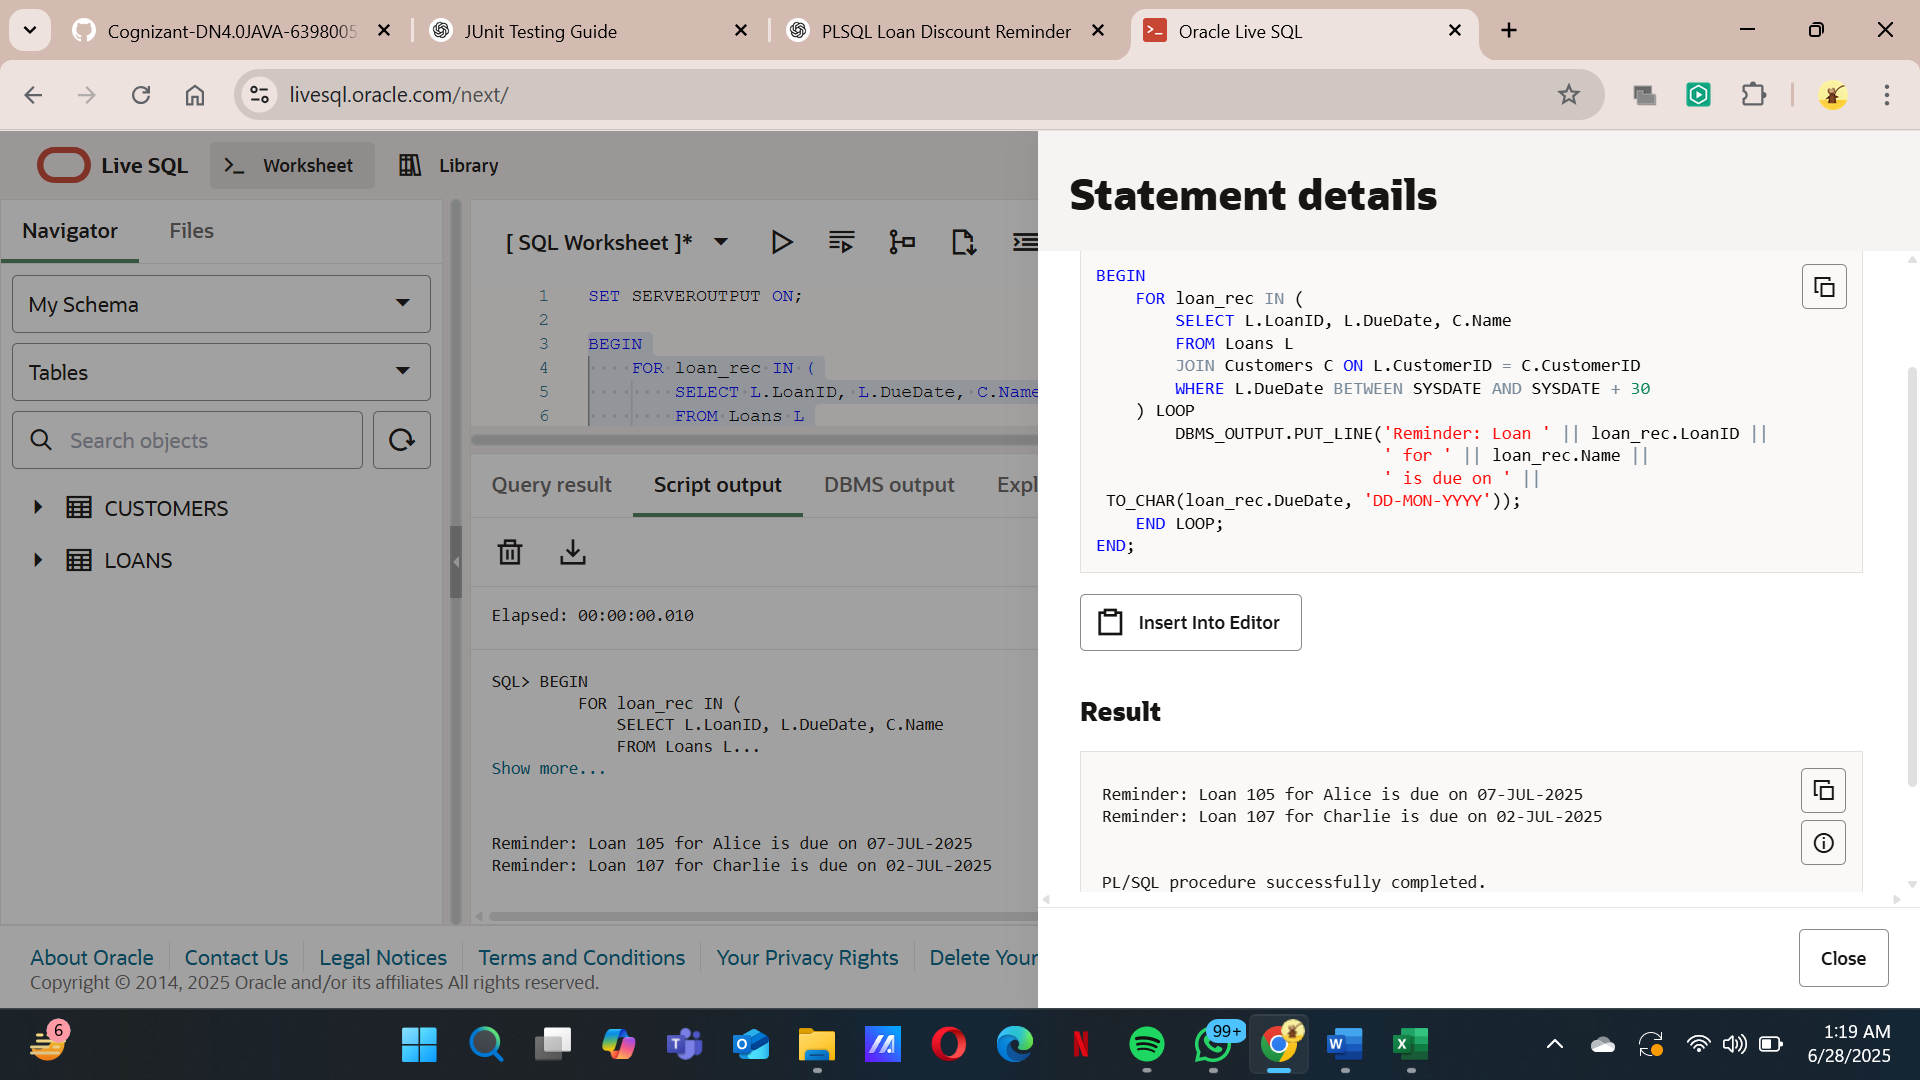 Cognizant-DN4.0JAVA-6398005
JUnit Testing Guide
PLSQL Loan Discount Reminder
Oracle Live SQL
livesql.oracle.com/next/
Live SQL
Worksheet
Library
Navigator
Files
My Schema
Tables
Search objects
CUSTOMERS
LOANS
[ SQL Worksheet ]*
1 SET SERVEROUTPUT ON;
2
3 BEGIN
4 FOR loan_rec IN (
5 SELECT L.LoanID, L.DueDate, C.Name
6 FROM Loans L
Query result
Script output
DBMS output
Expl
Elapsed: 00:00:00.010
SQL> BEGIN
FOR loan_rec IN (
SELECT L.LoanID, L.DueDate, C.Name
FROM Loans L...
Show more...
Reminder: Loan 105 for Alice is due on 07-JUL-2025
Reminder: Loan 107 for Charlie is due on 02-JUL-2025
Statement details
BEGIN
FOR loan_rec IN (
SELECT L.LoanID, L.DueDate, C.Name
FROM Loans L
JOIN Customers C ON L.CustomerID = C.CustomerID
WHERE L.DueDate BETWEEN SYSDATE AND SYSDATE + 30
) LOOP
DBMS_OUTPUT.PUT_LINE('Reminder: Loan ' || loan_rec.LoanID ||
' for ' || loan_rec.Name ||
' is due on ' ||
TO_CHAR(loan_rec.DueDate, 'DD-MON-YYYY'));
END LOOP;
END;
Insert Into Editor
Result
Reminder: Loan 105 for Alice is due on 07-JUL-2025
Reminder: Loan 107 for Charlie is due on 02-JUL-2025
PL/SQL procedure successfully completed.
Close
About Oracle
Contact Us
Legal Notices
Terms and Conditions
Your Privacy Rights
Delete Your
Copyright © 2014, 2025 Oracle and/or its affiliates All rights reserved.
6
99+
1:19 AM
6/28/2025